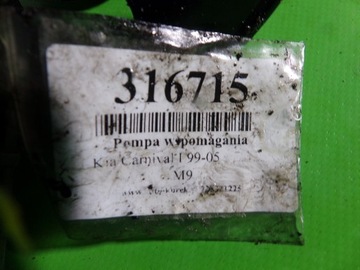 316715
Pompa wspomagania
Kia Carnival I 99-05
M9